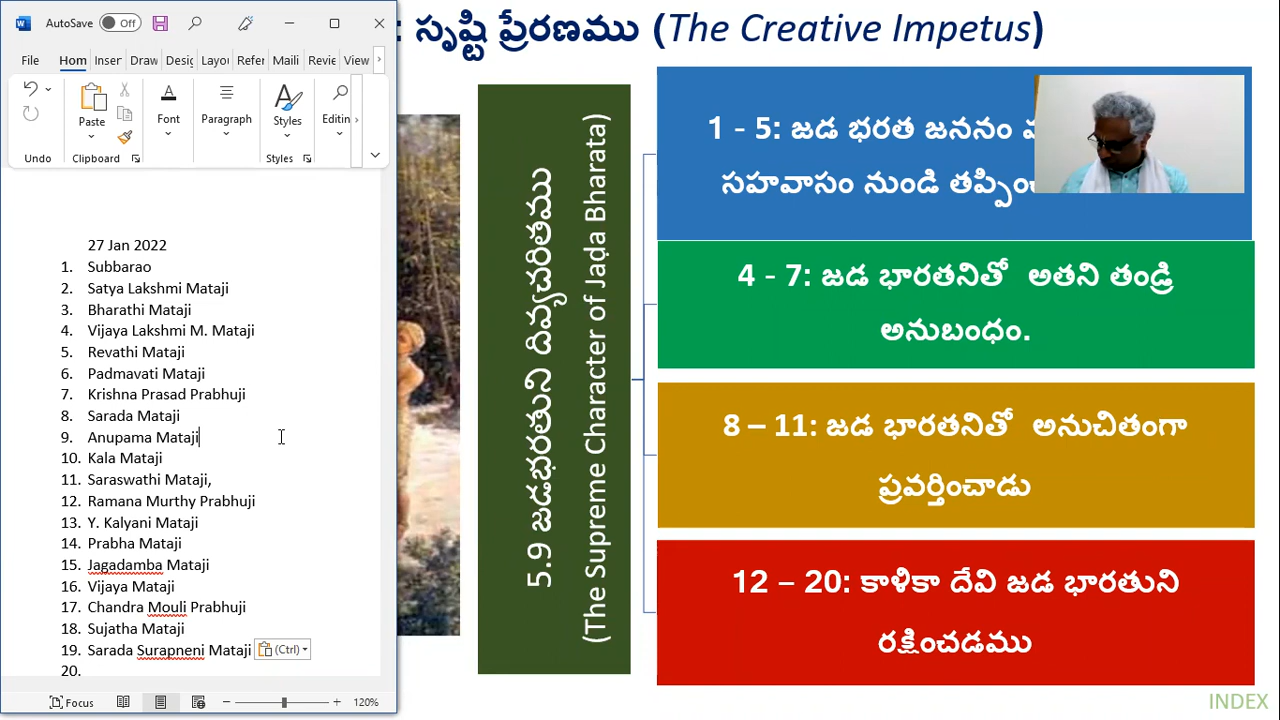 AutoSave Off
: సృష్టి ప్రేరణము (The Creative Impetus)
File Hom Inser Draw Desig Layou Refer Maili Revie View
Paste Font Paragraph Styles Editin
Undo Clipboard Styles
27 Jan 2022
1. Subbarao
2. Satya Lakshmi Mataji
3. Bharathi Mataji
4. Vijaya Lakshmi M. Mataji
5. Revathi Mataji
6. Padmavati Mataji
7. Krishna Prasad Prabhuji
8. Sarada Mataji
9. Anupama Mataji
10. Kala Mataji
11. Saraswathi Mataji,
12. Ramana Murthy Prabhuji
13. Y. Kalyani Mataji
14. Prabha Mataji
15. Jagadamba Mataji
16. Vijaya Mataji
17. Chandra Mouli Prabhuji
18. Sujatha Mataji
19. Sarada Surapneni Mataji (Ctrl)
20.
Focus 120%
5.9 జడభరతుని దివ్యచరితము
(The Supreme Character of Jaḍa Bharata)
1 - 5: జడ భరత జననం
సహవాసం నుండి
4 - 7: జడ భారతనితో అతని తండ్రి
అనుబంధం.
8 – 11: జడ భారతనితో అనుచితంగా
ప్రవర్తించాడు
12 – 20: కాళికా దేవి జడ భారతుని
రక్షించడము
INDEX